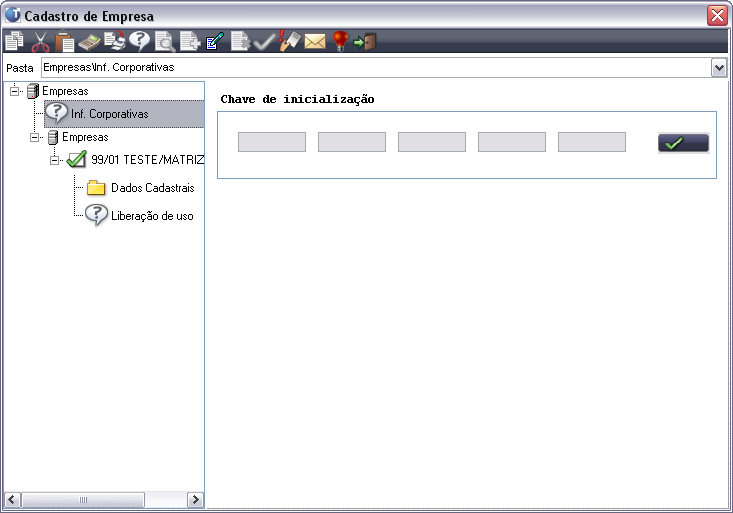 Cadastro de Empresa
Pasta Empresas\Inf. Corporativas
Empresas
Inf. Corporativas
Empresas
99/01 TESTE/MATRIZ
Dados Cadastrais
Liberação de uso
Chave de inicialização